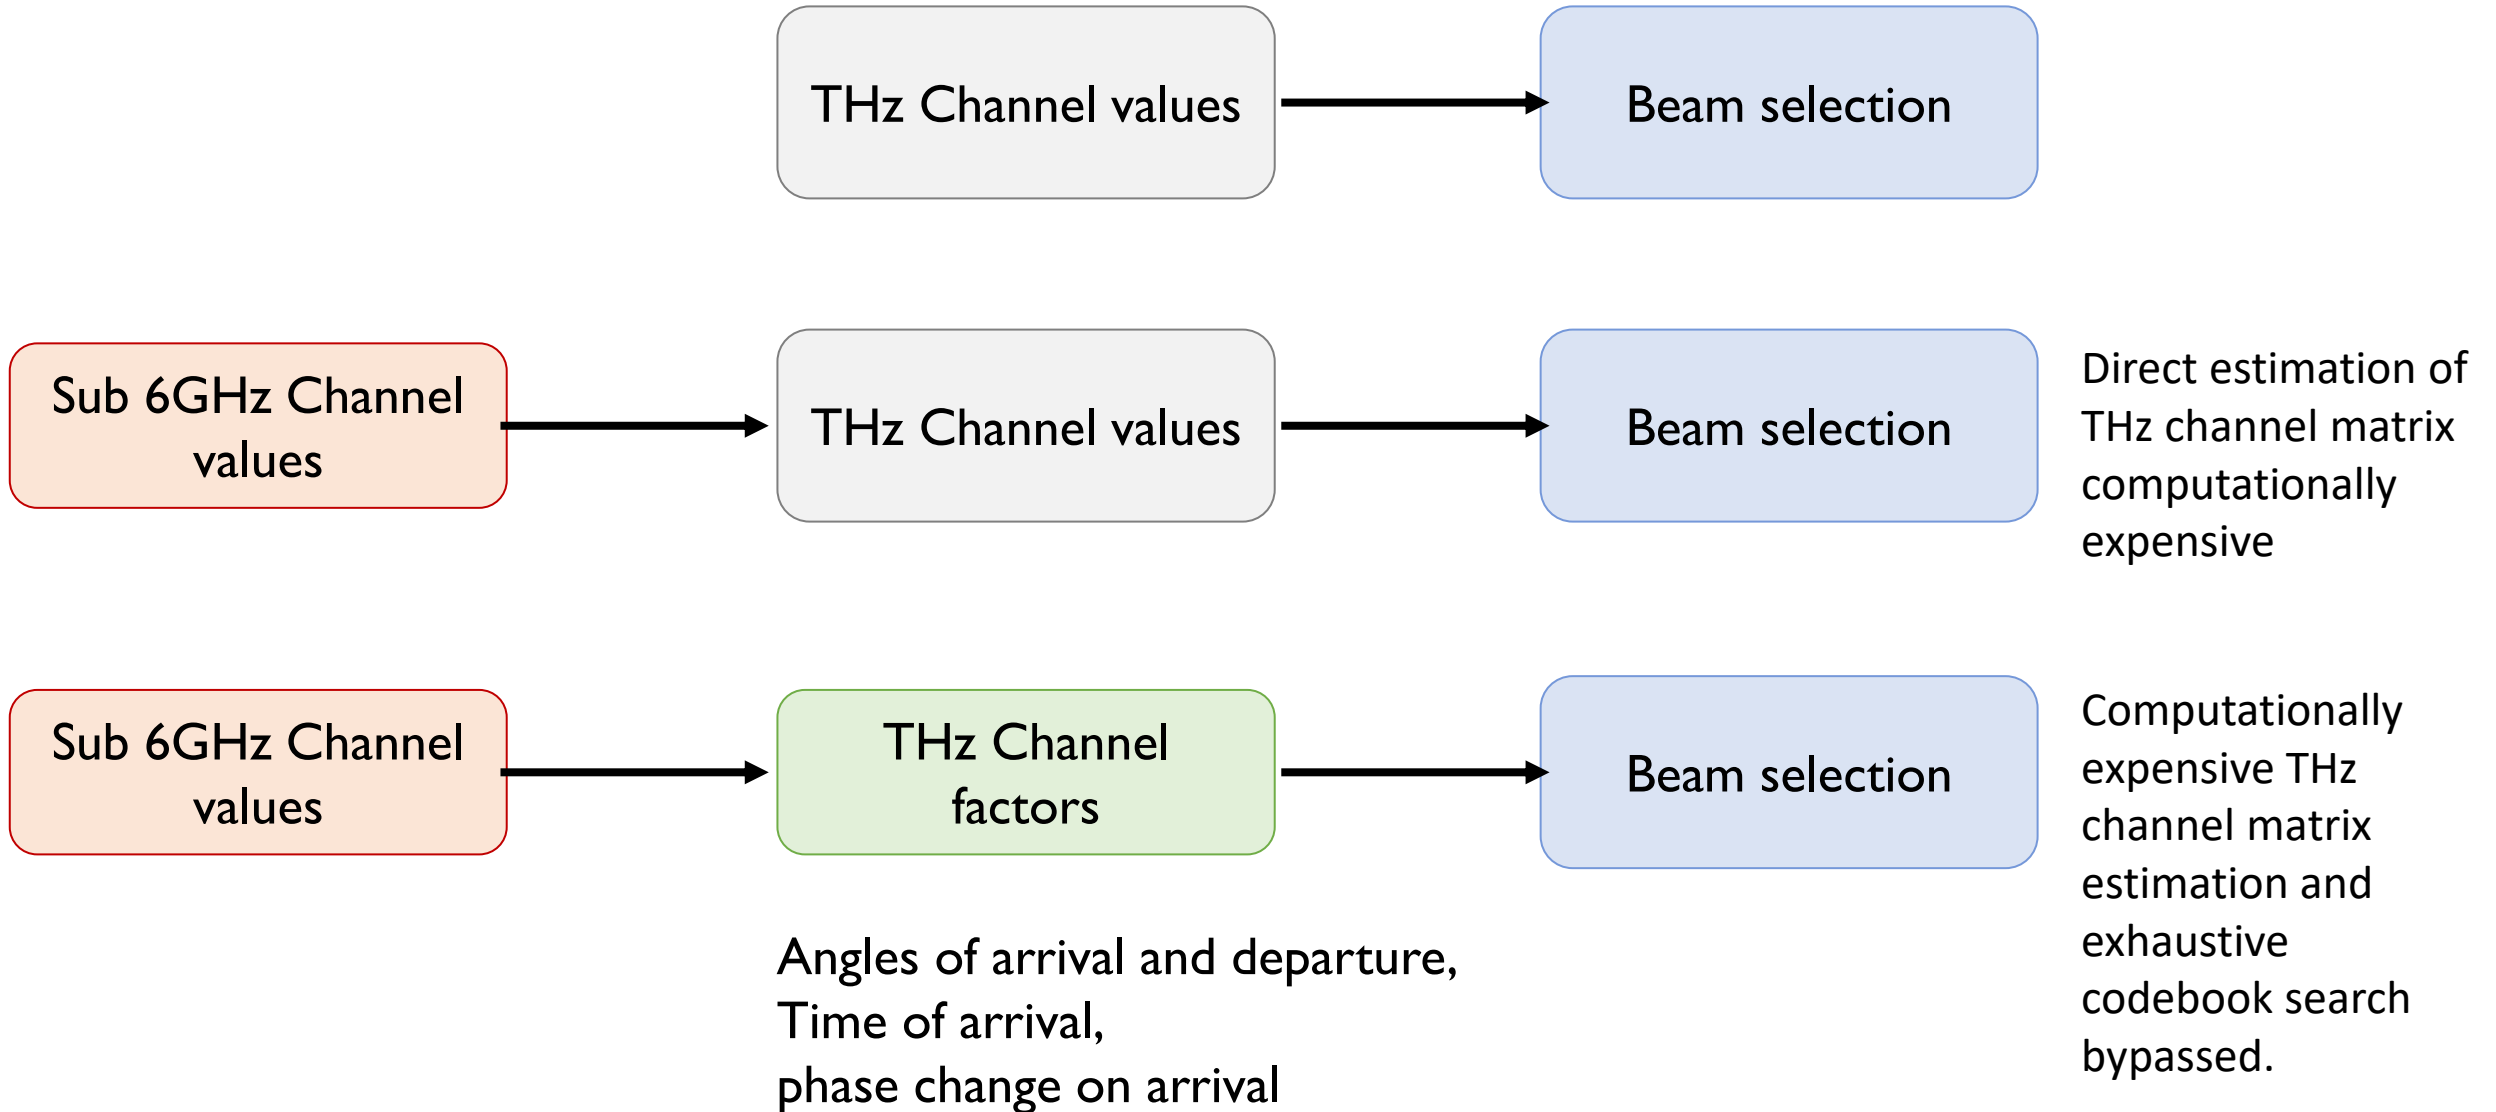 THz Channel values
Beam selection
Sub 6GHz Channel
values
THz Channel values
Beam selection
Direct estimation of
THz channel matrix
computationally
expensive
Sub 6GHz Channel
values
THz Channel
factors
Beam selection
Computationally
expensive THz
channel matrix
estimation and
exhaustive
codebook search
bypassed.
Angles of arrival and departure,
Time of arrival,
phase change on arrival